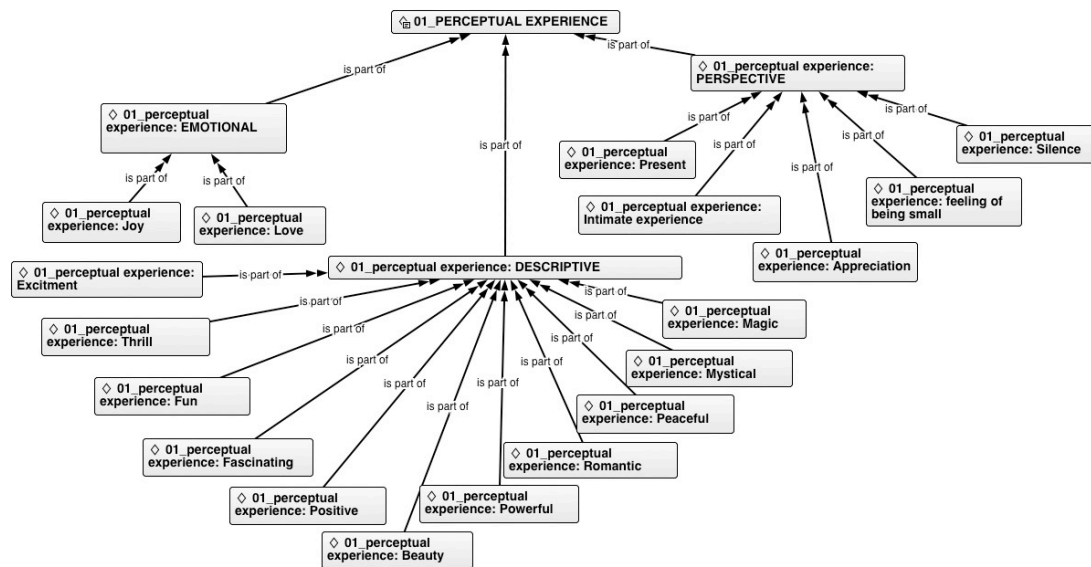 01_PERCEPTUAL EXPERIENCE
is part of
is part of
is part of
01_perceptual experience:
PERSPECTIVE
01_perceptual
experience: EMOTIONAL
is part of
is part of
is part of
is part of
is part of
01_perceptual
experience: Present
01_perceptual
experience: Silence
01_perceptual experience:
Intimate experience
01_perceptual
experience: feeling of
being small
01_perceptual
experience: Appreciation
is part of
is part of
01_perceptual
experience: Joy
01_perceptual
experience: Love
01_perceptual experience: DESCRIPTIVE
01_perceptual experience:
Excitment
is part of
is part of
is part of
is part of
is part of
is part of
is part of
is part of
is part of
is part of
is part of
is part of
01_perceptual
experience: Thrill
01_perceptual
experience: Magic
01_perceptual
experience: Fun
01_perceptual
experience: Mystical
01_perceptual
experience: Peaceful
01_perceptual
experience: Fascinating
01_perceptual
experience: Romantic
01_perceptual
experience: Positive
01_perceptual
experience: Powerful
01_perceptual
experience: Beauty